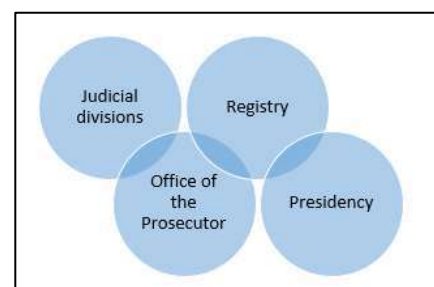 Judicial
divisions
Registry
Office of
the
Prosecutor
Presidency